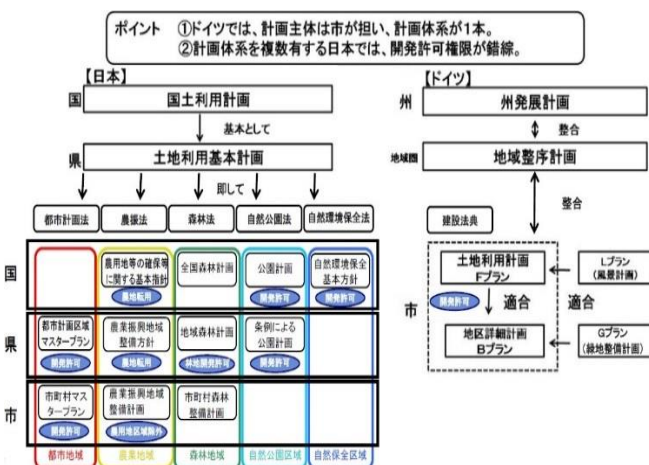 ポイント ①ドイツでは、計画主体は市が担い、計画体系が1本。
②計画体系を複数有する日本では、開発許可権限が錯綜。
【日本】
国
国土利用計画
基本として
県
土地利用基本計画
即して
都市計画法
農振法
森林法
自然公園法
自然環境保全法
国
農用地等の確保等
に関する基本指針
農地転用
全国森林計画
公園計画
開発許可
自然環境保全
基本方針
開発許可
県
都市計画区域
マスタープラン
開発許可
農業振興地域
整備方針
農地転用
地域森林計画
林地開発許可
条例による
公園計画
開発許可
市
市町村マス
タープラン
開発許可
農業振興地域
整備計画
農用地区域除外
市町村森林
整備計画
都市地域
農業地域
森林地域
自然公園区域
自然保全区域
【ドイツ】
州
州発展計画
整合
地域圏
地域整序計画
整合
建設法典
市
土地利用計画
Fプラン
開発許可
適合
適合
地区詳細計画
Bプラン
Lプラン
(風景計画)
Gプラン
(緑地整備計画)